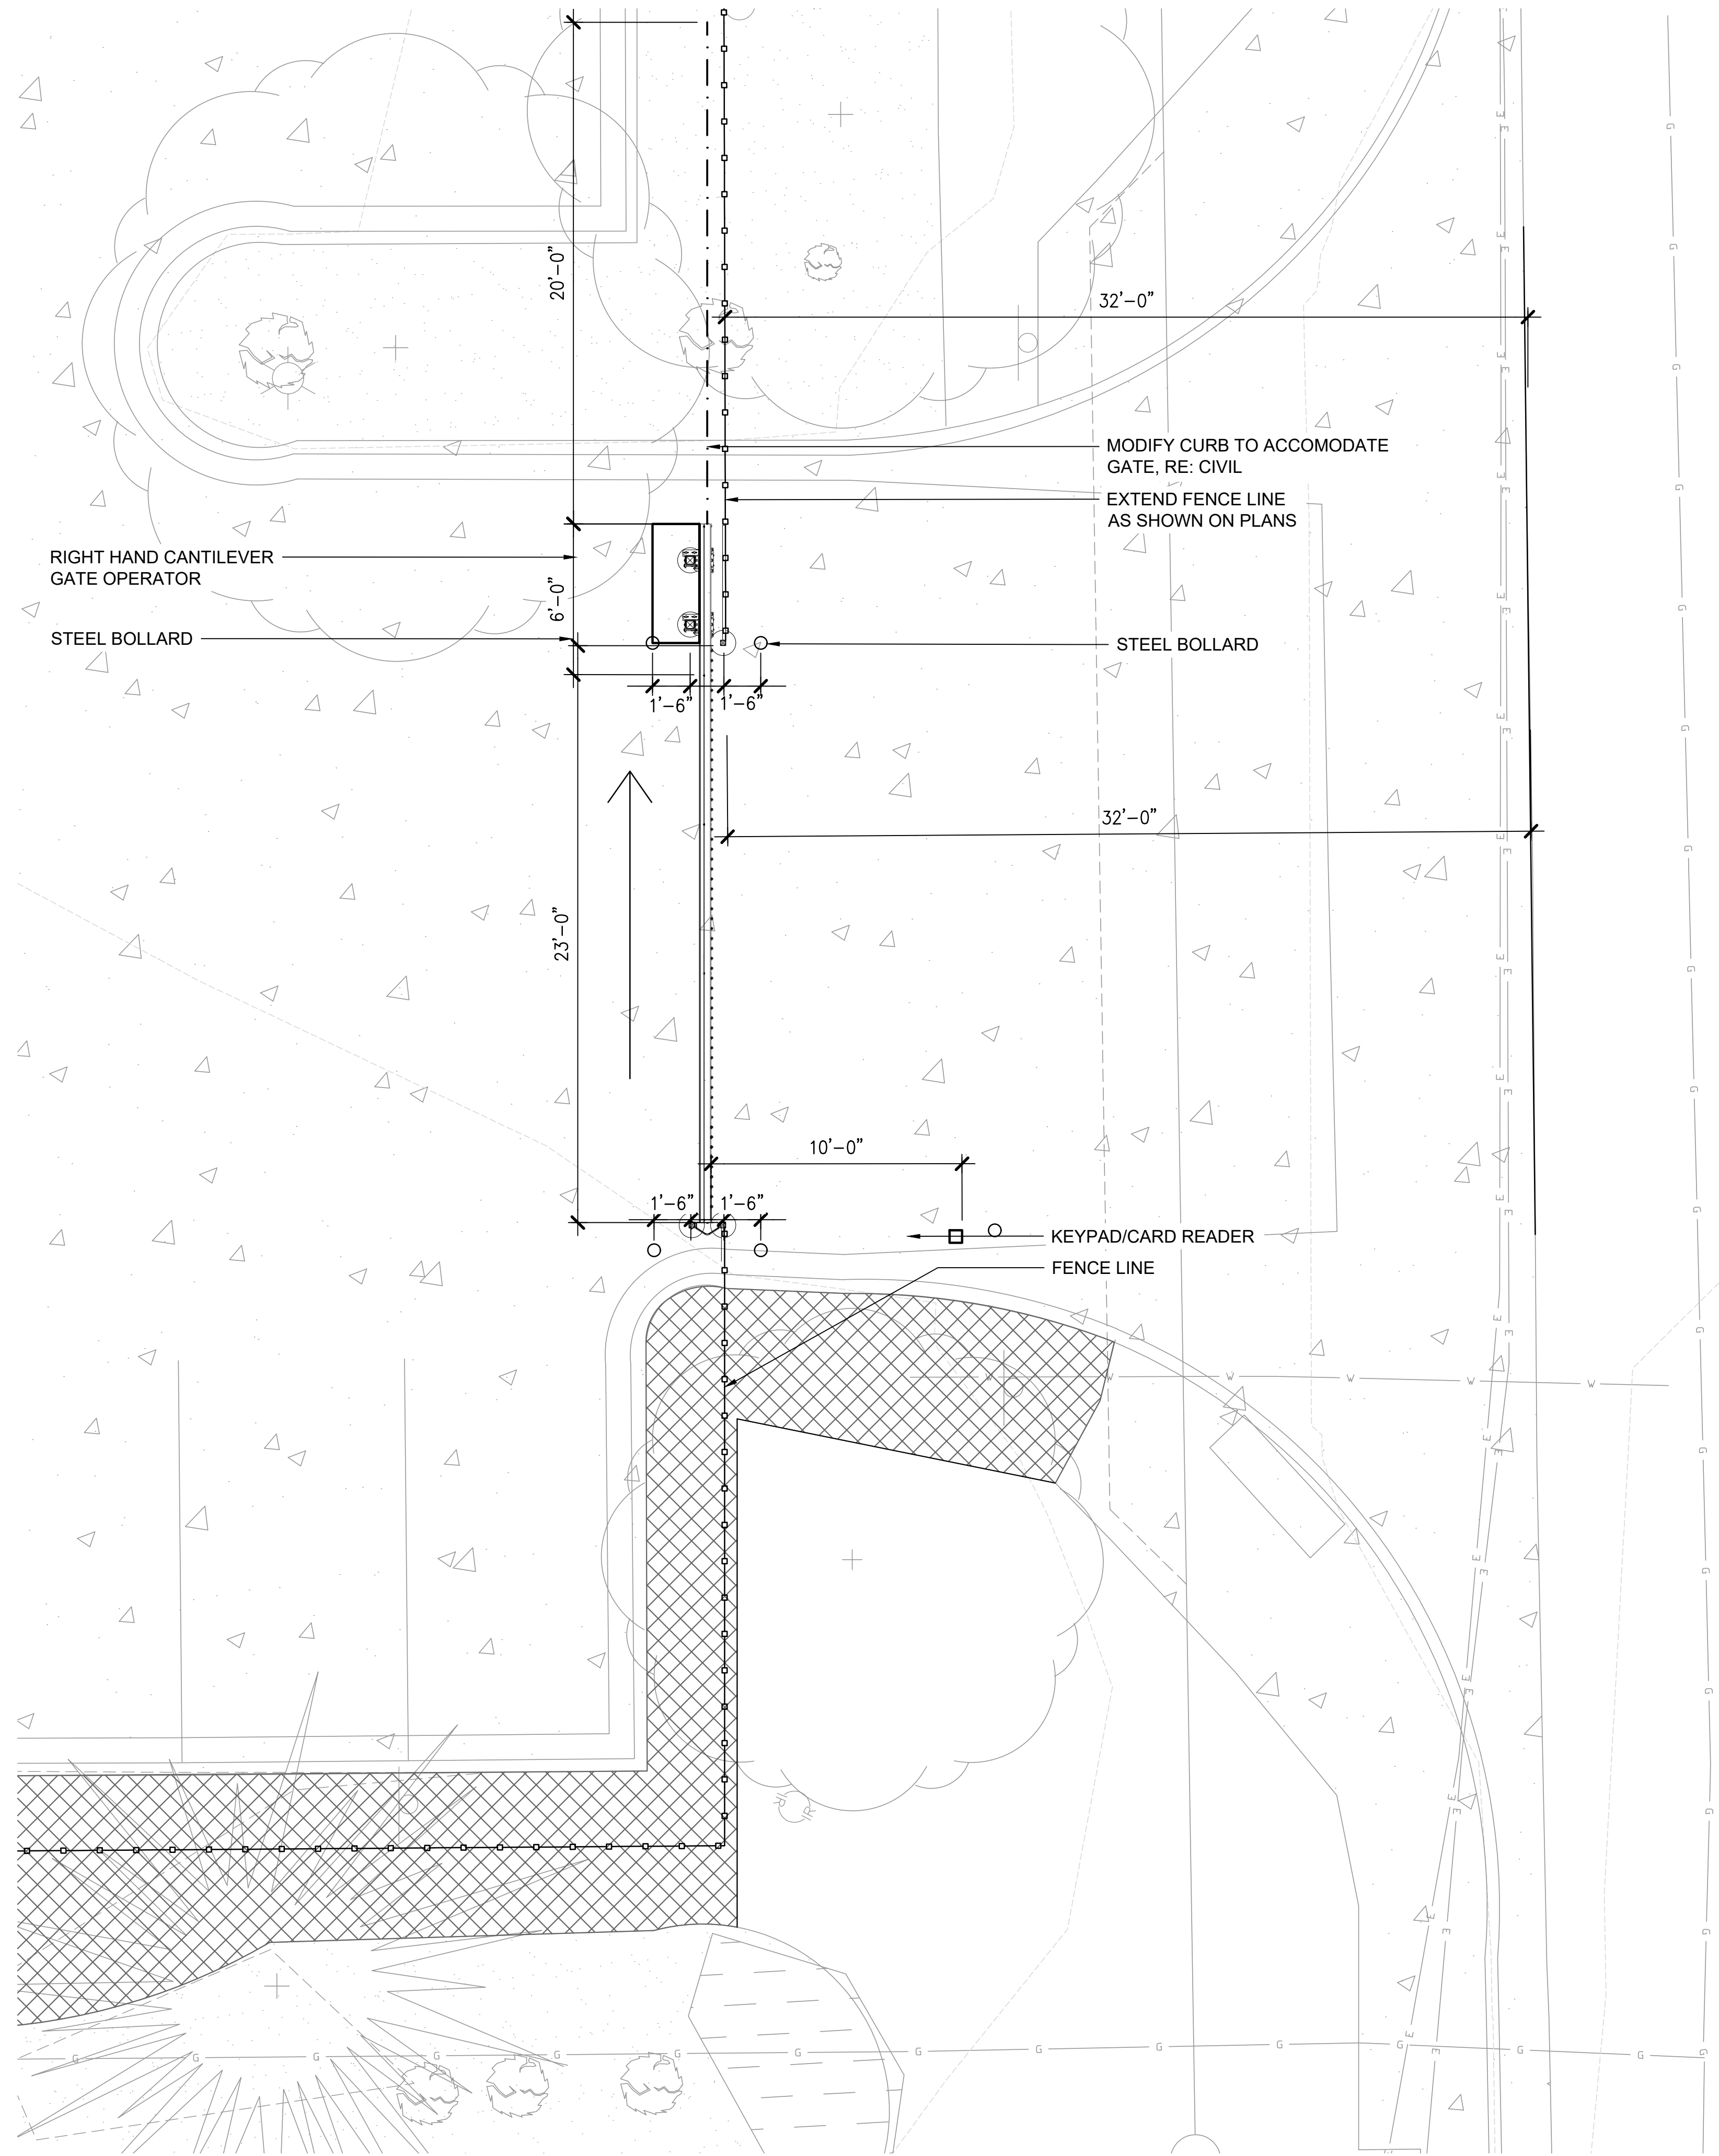 20'-0"
32'-0"
MODIFY CURB TO ACCOMODATE
GATE, RE: CIVIL
EXTEND FENCE LINE
AS SHOWN ON PLANS
RIGHT HAND CANTILEVER
GATE OPERATOR
6'-0"
STEEL BOLLARD
STEEL BOLLARD
1'-6"
1'-6"
32'-0"
23'-0"
10'-0"
1'-6"
1'-6"
KEYPAD/CARD READER
FENCE LINE
W W W W W
G G G G G G G G G G G G G G